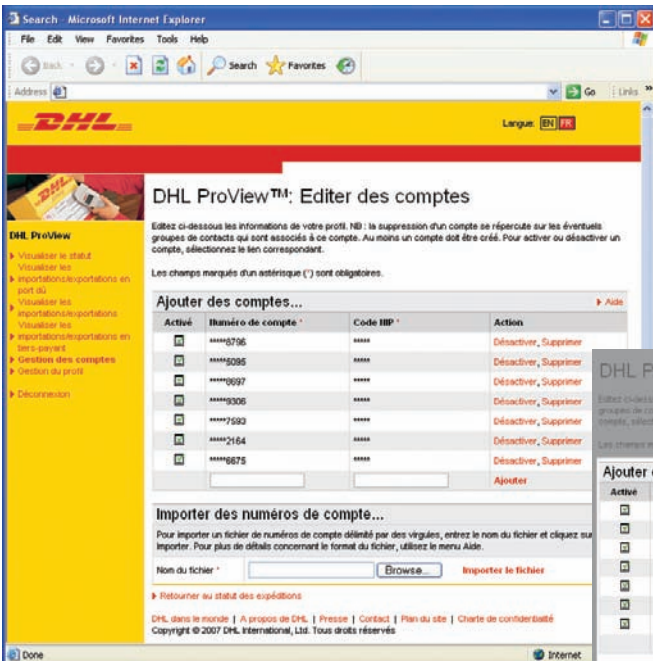 Search - Microsoft Internet Explorer
File Edit View Favorites Tools Help
Back Search Favorites
Address Go Links »
DHL
Langue: EN FR
DHL ProView™: Editer des comptes
Editez ci-dessous les informations de votre profil. NB : la suppression d'un compte se répercute sur les éventuels
groupes de contacts qui sont associés à ce compte. Au moins un compte doit être créé. Pour activer ou désactiver un
compte, sélectionnez le lien correspondant.
Les champs marqués d'un astérisque (*) sont obligatoires.
DHL ProView
Visualiser le statut
Visualiser les
importations/exportations en
port dû
Visualiser les
importations/exportations
Visualiser les
importations/exportations en
tiers-payant
Gestion des comptes
Gestion du profil
Déconnexion
Ajouter des comptes... Aide
Activé Numéro de compte * Code NIP * Action
*****8796 ***** Désactiver, Supprimer
*****5095 ***** Désactiver, Supprimer
*****8697 ***** Désactiver, Supprimer
*****9306 ***** Désactiver, Supprimer
*****7593 ***** Désactiver, Supprimer
*****2164 ***** Désactiver, Supprimer
*****6675 ***** Désactiver, Supprimer
Ajouter
Importer des numéros de compte...
Pour importer un fichier de numéros de compte délimité par des virgules, entrez le nom du fichier et cliquez sur
Importer. Pour plus de détails concernant le format du fichier, utilisez le menu Aide.
Nom du fichier * Browse... Importer le fichier
Retourner au statut des expéditions
DHL dans le monde | A propos de DHL | Presse | Contact | Plan du site | Charte de confidentialité
Copyright © 2007 DHL International, Ltd. Tous droits réservés
Done Internet
DHL P
Editez ci-dess
groupes de co
compte, sélect
Les champs m
Ajouter
Activé